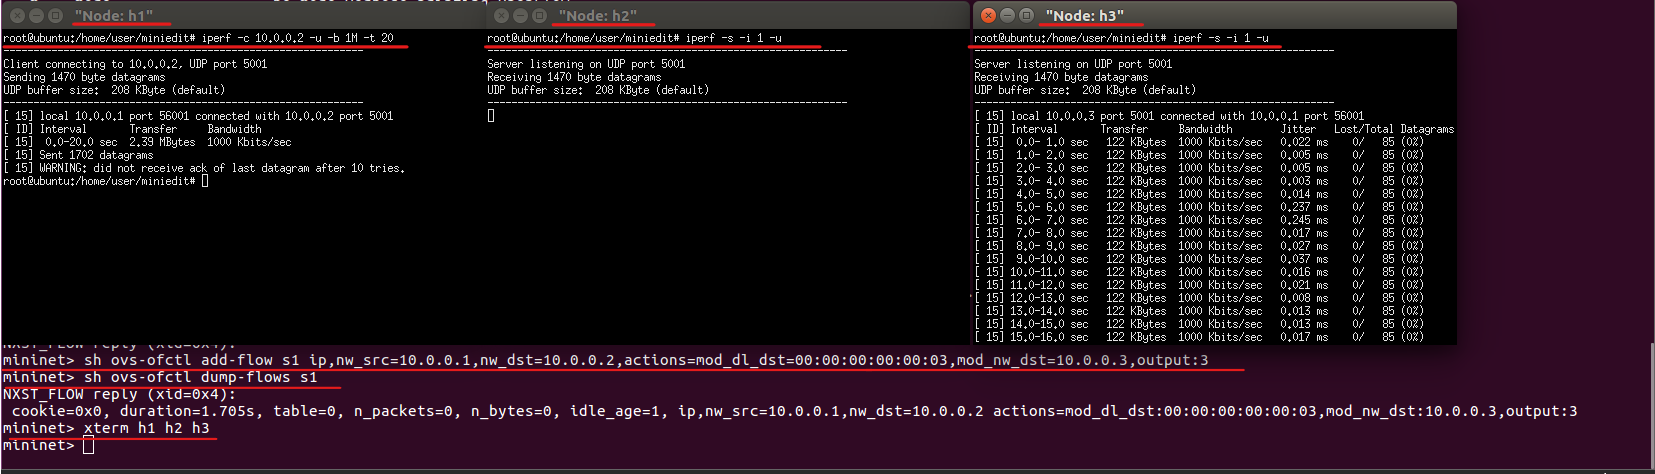 "Node: h1"
root@ubuntu:/home/user/miniedit# iperf -c 10.0.0.2 -u -b 1M -t 20
------------------------------------------------------------
Client connecting to 10.0.0.2, UDP port 5001
Sending 1470 byte datagrams
UDP buffer size:  208 KByte (default)
------------------------------------------------------------
[ 15] local 10.0.0.1 port 56001 connected with 10.0.0.2 port 5001
[ ID] Interval       Transfer     Bandwidth
[ 15]  0.0-20.0 sec  2.39 MBytes  1000 Kbits/sec
[ 15] Sent 1702 datagrams
[ 15] WARNING: did not receive ack of last datagram after 10 tries.
root@ubuntu:/home/user/miniedit#
"Node: h2"
root@ubuntu:/home/user/miniedit# iperf -s -i 1 -u
------------------------------------------------------------
Server listening on UDP port 5001
Receiving 1470 byte datagrams
UDP buffer size:  208 KByte (default)
------------------------------------------------------------
"Node: h3"
root@ubuntu:/home/user/miniedit# iperf -s -i 1 -u
------------------------------------------------------------
Server listening on UDP port 5001
Receiving 1470 byte datagrams
UDP buffer size:  208 KByte (default)
------------------------------------------------------------
[ 15] local 10.0.0.3 port 5001 connected with 10.0.0.1 port 56001
[ ID] Interval       Transfer     Bandwidth        Jitter   Lost/Total Datagrams
[ 15]  0.0- 1.0 sec   122 KBytes  1000 Kbits/sec   0.022 ms    0/   85 (0%)
[ 15]  1.0- 2.0 sec   122 KBytes  1000 Kbits/sec   0.005 ms    0/   85 (0%)
[ 15]  2.0- 3.0 sec   122 KBytes  1000 Kbits/sec   0.005 ms    0/   85 (0%)
[ 15]  3.0- 4.0 sec   122 KBytes  1000 Kbits/sec   0.003 ms    0/   85 (0%)
[ 15]  4.0- 5.0 sec   122 KBytes  1000 Kbits/sec   0.014 ms    0/   85 (0%)
[ 15]  5.0- 6.0 sec   122 KBytes  1000 Kbits/sec   0.237 ms    0/   85 (0%)
[ 15]  6.0- 7.0 sec   122 KBytes  1000 Kbits/sec   0.245 ms    0/   85 (0%)
[ 15]  7.0- 8.0 sec   122 KBytes  1000 Kbits/sec   0.017 ms    0/   85 (0%)
[ 15]  8.0- 9.0 sec   122 KBytes  1000 Kbits/sec   0.027 ms    0/   85 (0%)
[ 15]  9.0-10.0 sec   122 KBytes  1000 Kbits/sec   0.037 ms    0/   85 (0%)
[ 15] 10.0-11.0 sec   122 KBytes  1000 Kbits/sec   0.016 ms    0/   85 (0%)
[ 15] 11.0-12.0 sec   122 KBytes  1000 Kbits/sec   0.021 ms    0/   85 (0%)
[ 15] 12.0-13.0 sec   122 KBytes  1000 Kbits/sec   0.008 ms    0/   85 (0%)
[ 15] 13.0-14.0 sec   122 KBytes  1000 Kbits/sec   0.013 ms    0/   85 (0%)
[ 15] 14.0-15.0 sec   122 KBytes  1000 Kbits/sec   0.013 ms    0/   85 (0%)
[ 15] 15.0-16.0 sec   122 KBytes  1000 Kbits/sec   0.017 ms    0/   85 (0%)
NXST_FLOW reply (xid=0x4):
mininet> sh ovs-ofctl add-flow s1 ip,nw_src=10.0.0.1,nw_dst=10.0.0.2,actions=mod_dl_dst=00:00:00:00:00:03,mod_nw_dst=10.0.0.3,output:3
mininet> sh ovs-ofctl dump-flows s1
NXST_FLOW reply (xid=0x4):
 cookie=0x0, duration=1.705s, table=0, n_packets=0, n_bytes=0, idle_age=1, ip,nw_src=10.0.0.1,nw_dst=10.0.0.2 actions=mod_dl_dst:00:00:00:00:00:03,mod_nw_dst:10.0.0.3,output:3
mininet> xterm h1 h2 h3
mininet>